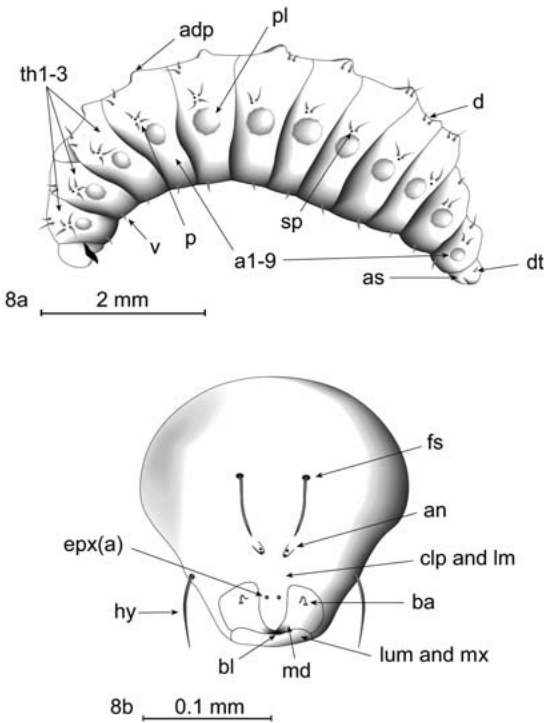 adp
pl
th1-3
d
v
p
a1-9
sp
as
dt
8a
2 mm
fs
an
epx(a)
clp and lm
hy
ba
bl
md
lum and mx
8b
0.1 mm